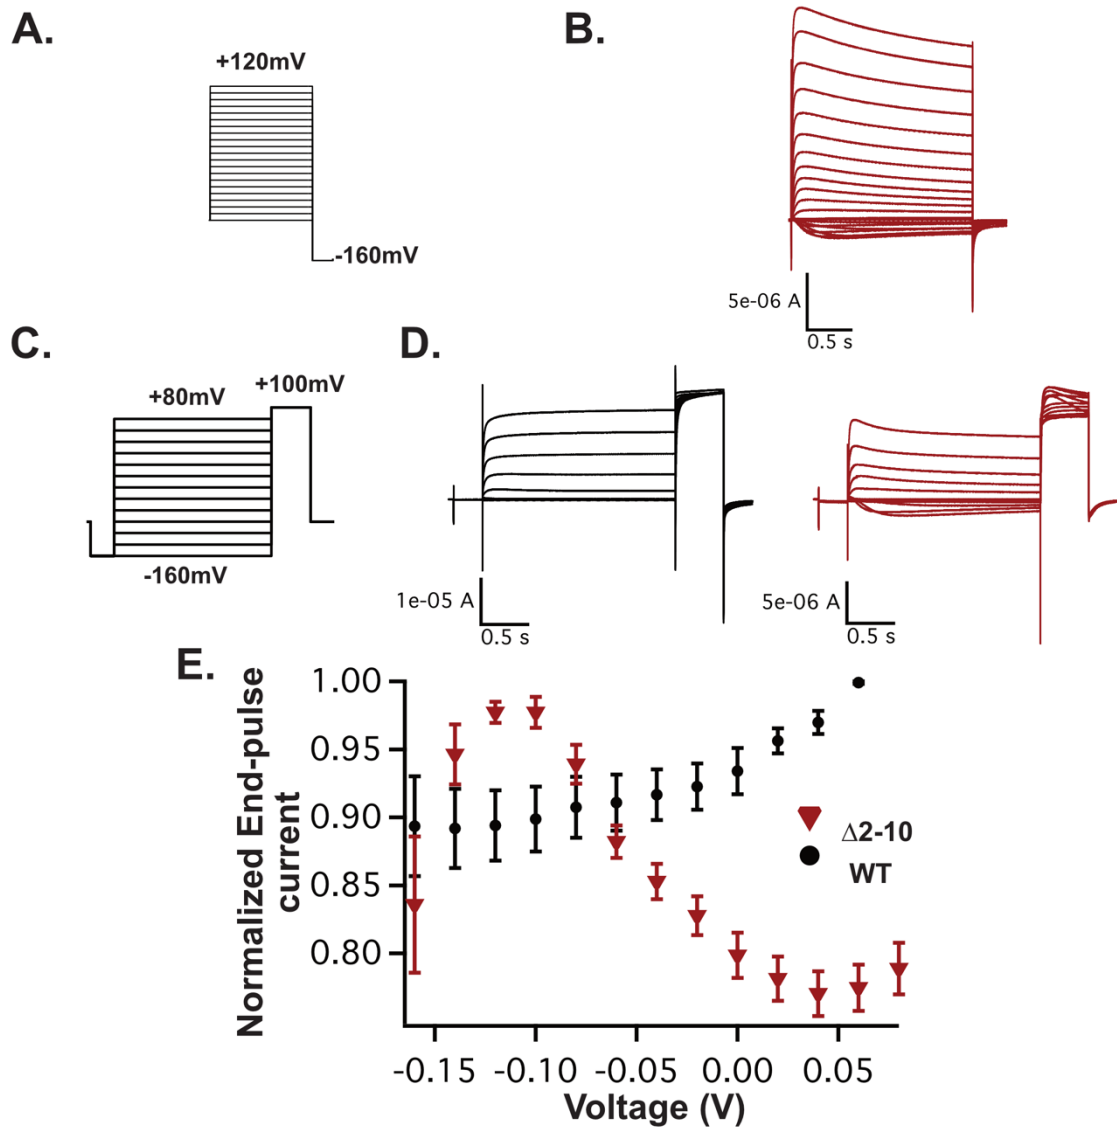 A.
+120mV
-160mV
B.
5e-06 A
0.5 s
C.
+80mV
+100mV
-160mV
D.
1e-05 A
0.5 s
5e-06 A
0.5 s
E.
Normalized End-pulse
current
1.00
0.95
0.90
0.85
0.80
Δ2-10
WT
-0.15
-0.10
-0.05
0.00
0.05
Voltage (V)